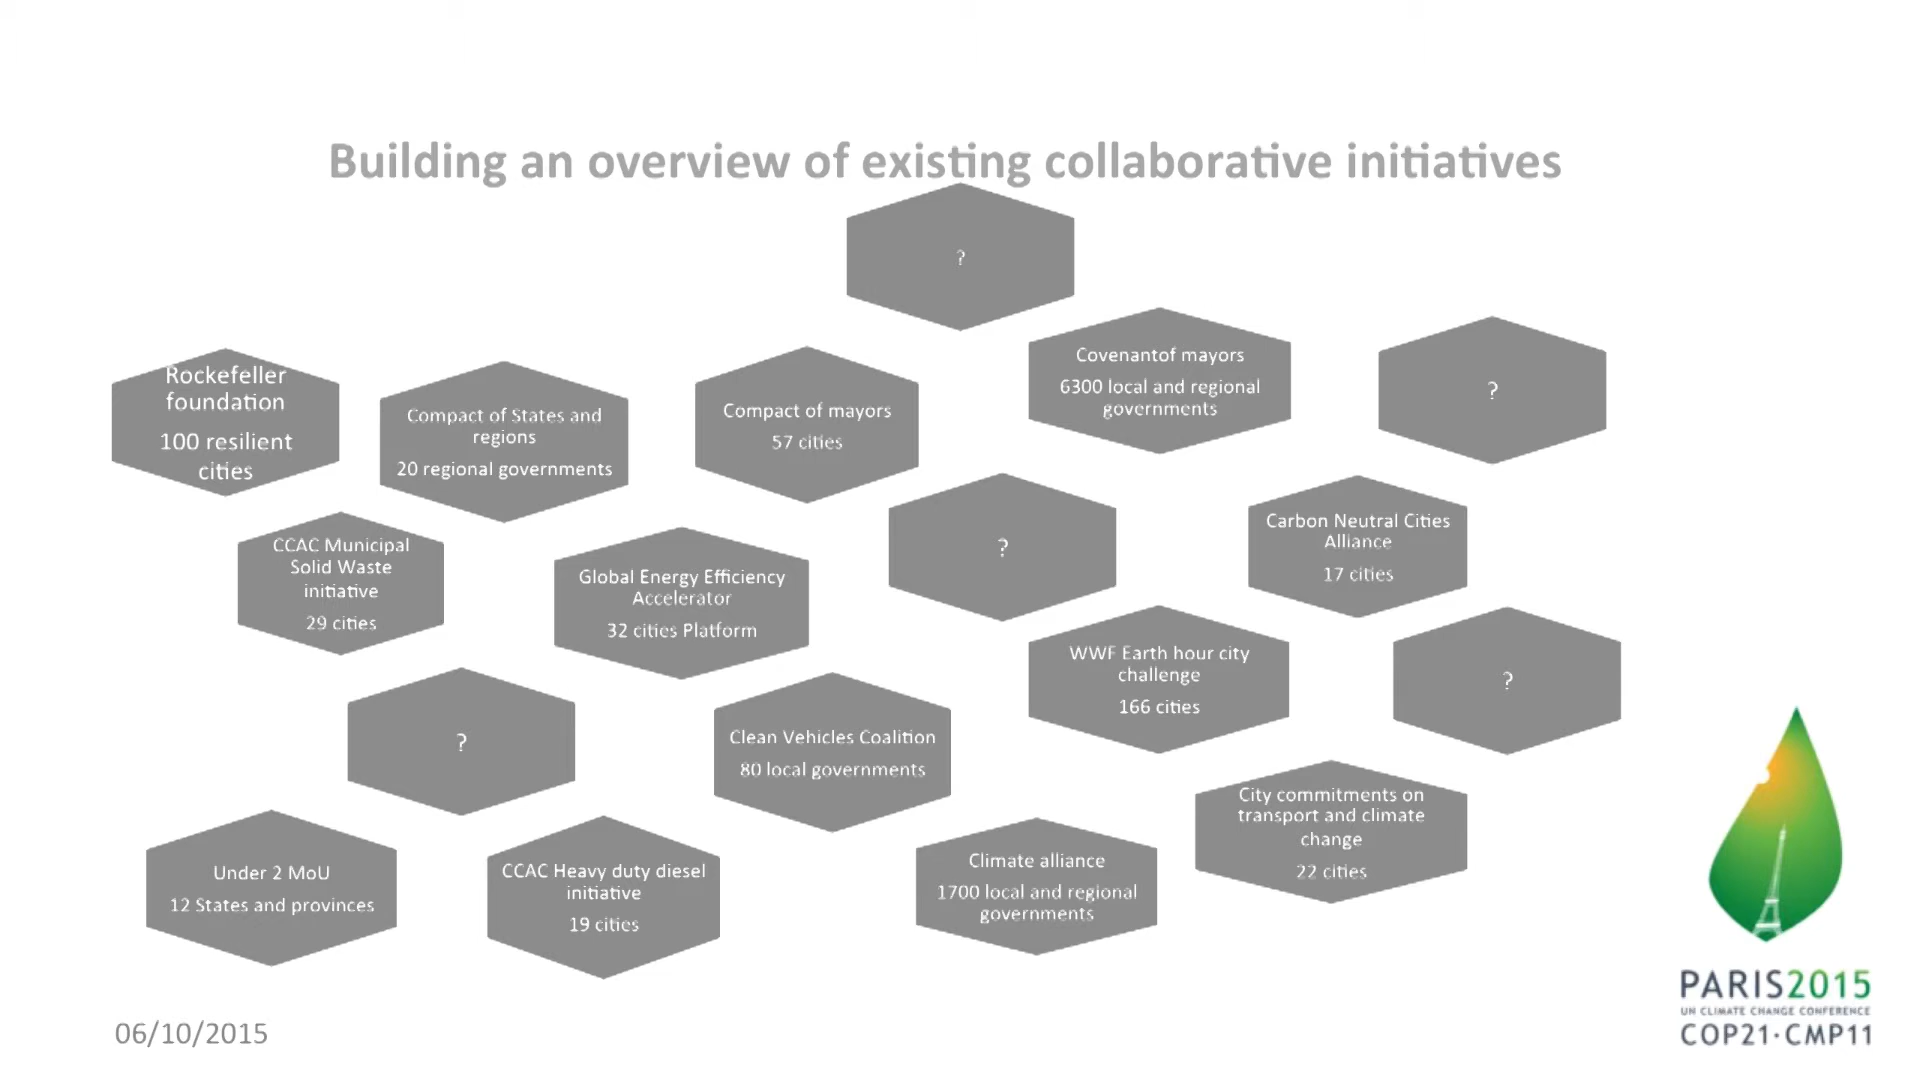 Building an overview of existing collaborative initiatives
?
Rockefeller
foundation
100 resilient
cities
Compact of States and
regions
20 regional governments
Compact of mayors
57 cities
Covenantof mayors
6300 local and regional
governments
?
CCAC Municipal
Solid Waste
initiative
29 cities
Global Energy Efficiency
Accelerator
32 cities Platform
?
Carbon Neutral Cities
Alliance
17 cities
?
Clean Vehicles Coalition
80 local governments
WWF Earth hour city
challenge
166 cities
?
Under 2 MoU
12 States and provinces
CCAC Heavy duty diesel
initiative
19 cities
Climate alliance
1700 local and regional
governments
City commitments on
transport and climate
change
22 cities
PARIS2015
UN CLIMATE CHANGE CONFERENCE
COP21·CMP11
06/10/2015